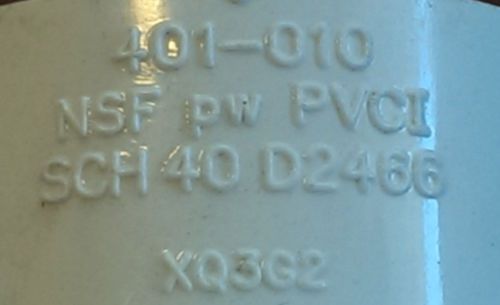 401-010
NSF pw PVCI
SCH 40 D2466
XQ3G2